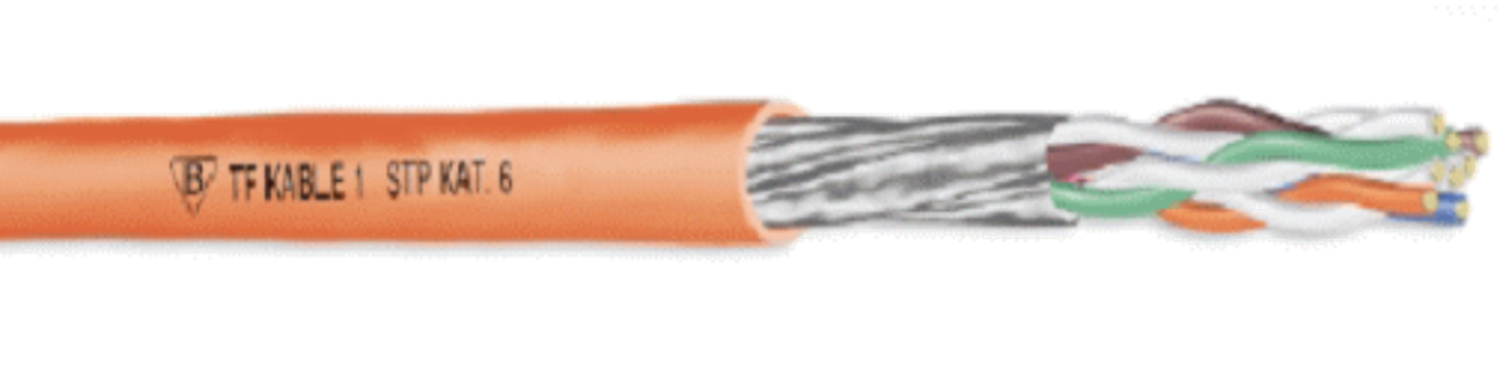 B TF KABLE 1 STP KAT. 6